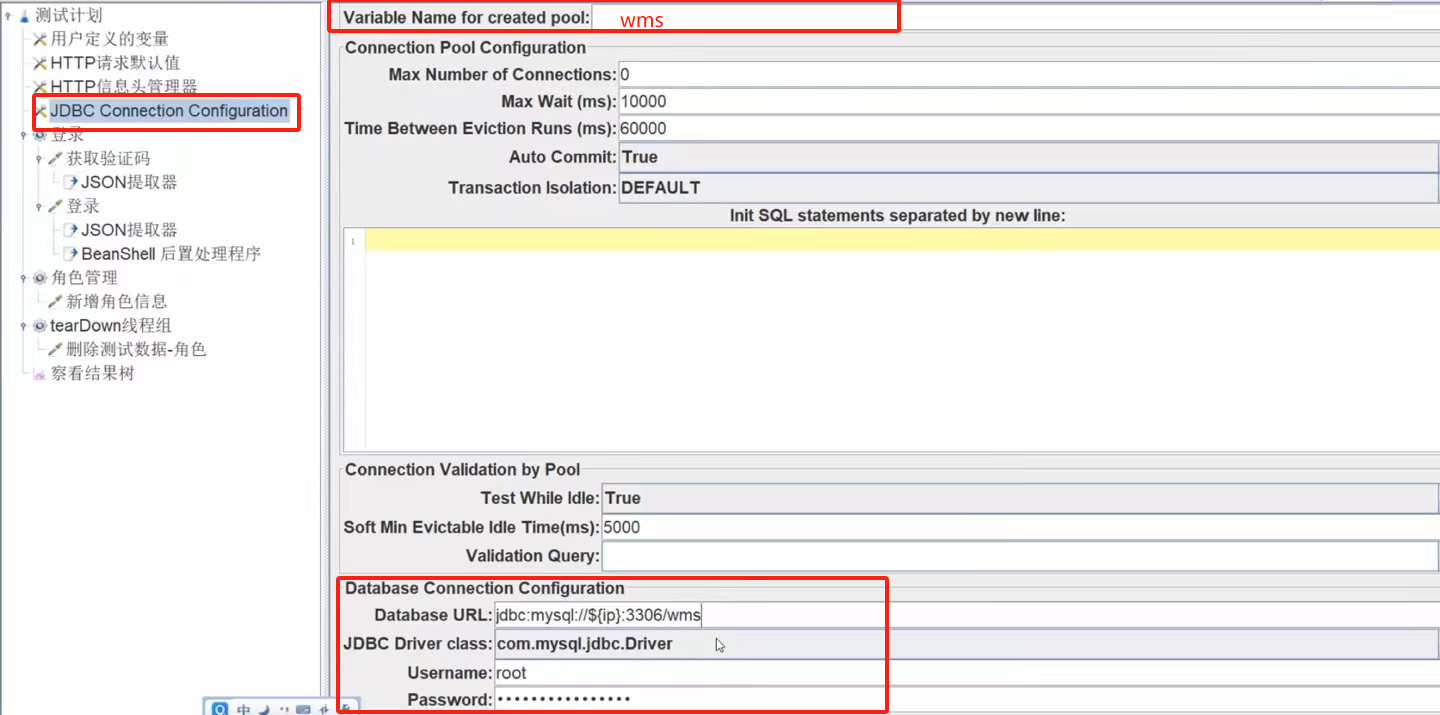 测试计划
用户定义的变量
HTTP请求默认值
HTTP信息头管理器
JDBC Connection Configuration
登录
获取验证码
JSON提取器
登录
JSON提取器
BeanShell 后置处理程序
角色管理
新增角色信息
tearDown线程组
删除测试数据-角色
察看结果树
Variable Name for created pool: wms
Connection Pool Configuration
Max Number of Connections: 0
Max Wait (ms): 10000
Time Between Eviction Runs (ms): 60000
Auto Commit: True
Transaction Isolation: DEFAULT
Init SQL statements separated by new line:
1
Connection Validation by Pool
Test While Idle: True
Soft Min Evictable Idle Time(ms): 5000
Validation Query:
Database Connection Configuration
Database URL: jdbc:mysql://${ip}:3306/wms
JDBC Driver class: com.mysql.jdbc.Driver
Username: root
Password: ••••••••••••••••
中